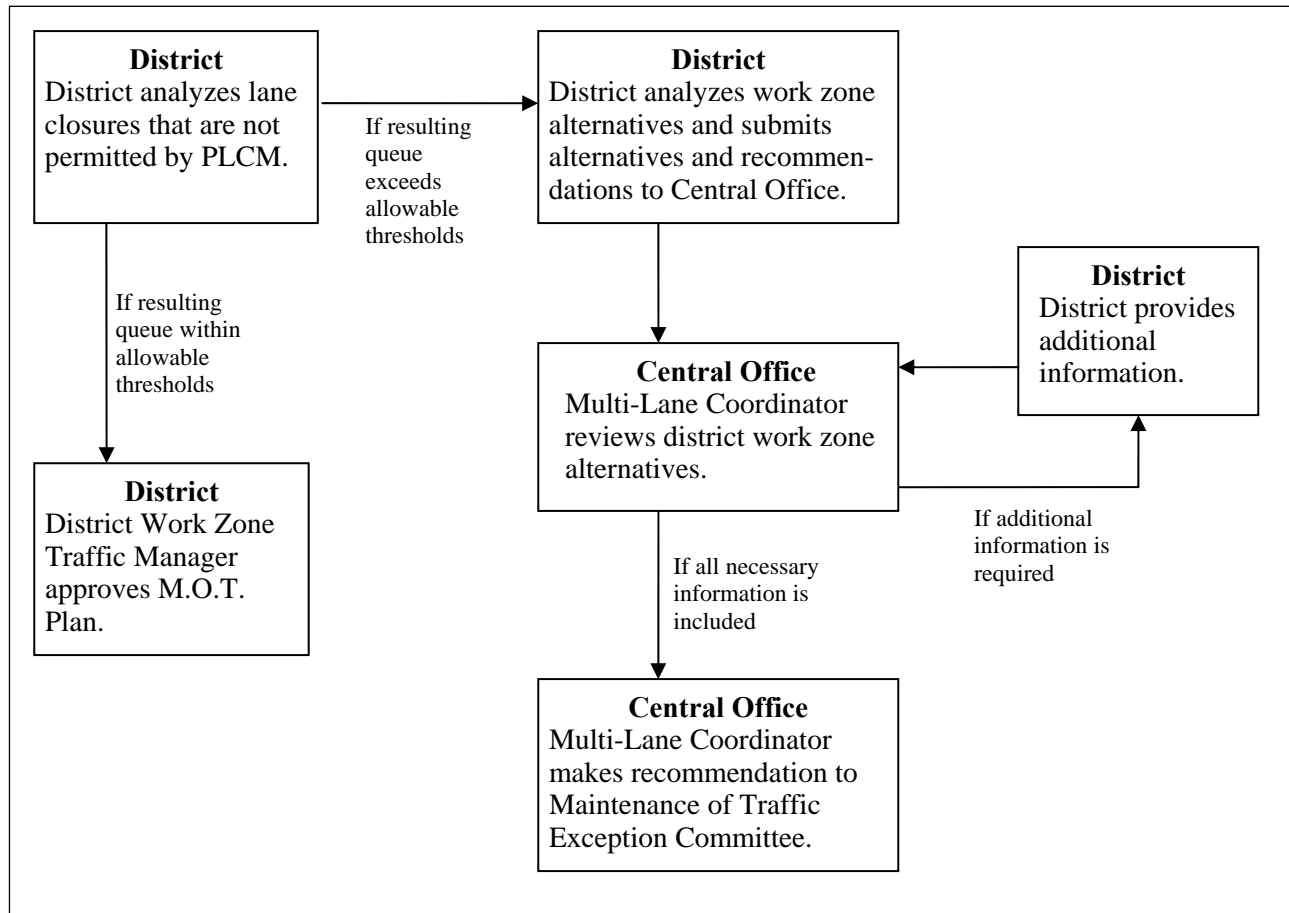 District
District analyzes lane
closures that are not
permitted by PLCM.
If resulting
queue
exceeds
allowable
thresholds
District
District analyzes work zone
alternatives and submits
alternatives and recommen-
dations to Central Office.
If resulting
queue within
allowable
thresholds
District
District provides
additional
information.
Central Office
Multi-Lane Coordinator
reviews district work zone
alternatives.
District
District Work Zone
Traffic Manager
approves M.O.T.
Plan.
If additional
information is
required
If all necessary
information is
included
Central Office
Multi-Lane Coordinator
makes recommendation to
Maintenance of Traffic
Exception Committee.